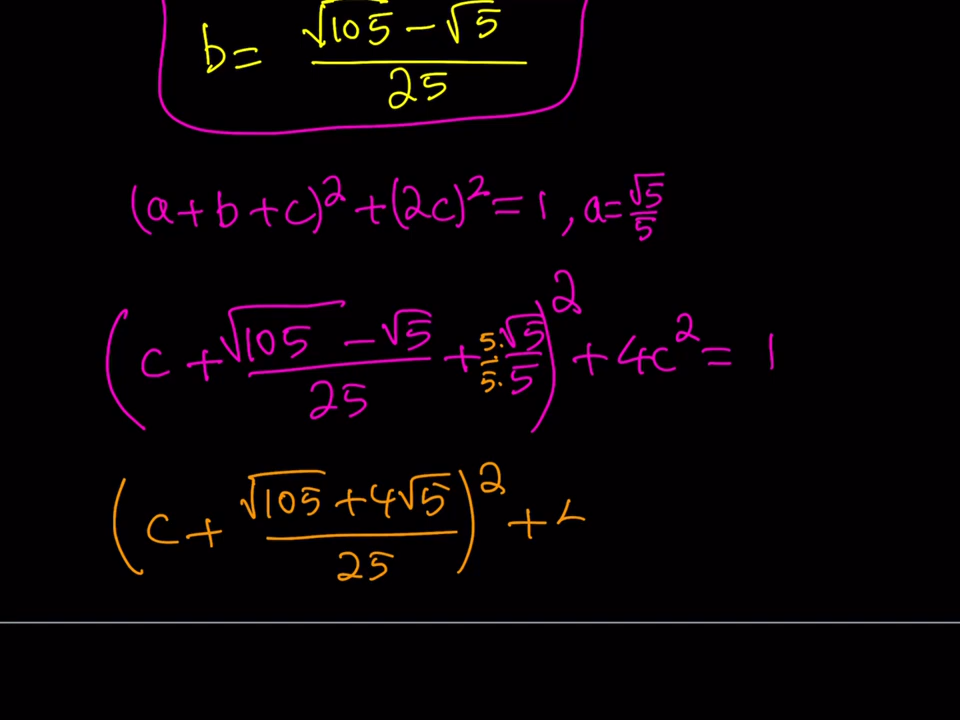 b = (√105 − √5)/25
(a + b + c)² + (2c)² = 1, a = √5/5
(c + (√105 − √5)/25 + (5·√5)/(5·5))² + 4c² = 1
(c + (√105 + 4√5)/25)² +